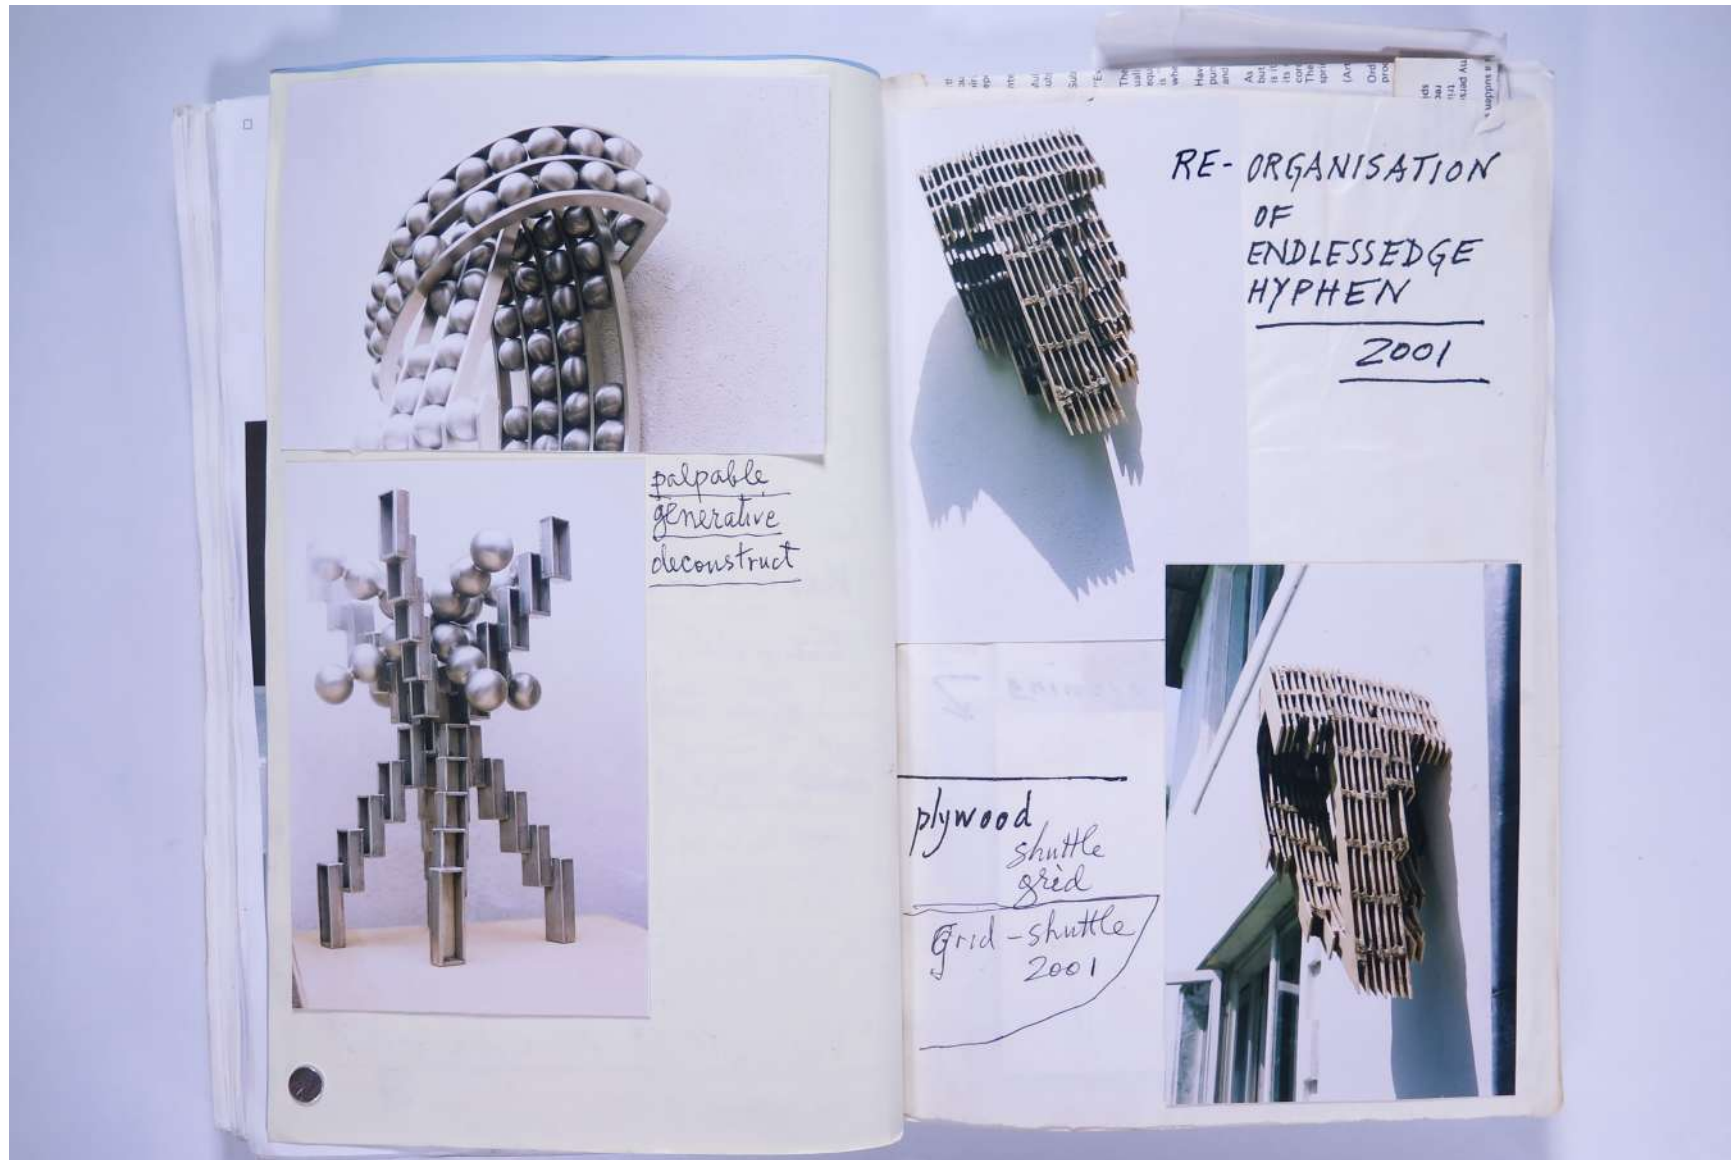 palpable
generative
deconstruct
RE-ORGANISATION
OF
ENDLESSEDGE
HYPHEN
2001
plywood
shuttle
grid
Grid-shuttle
2001